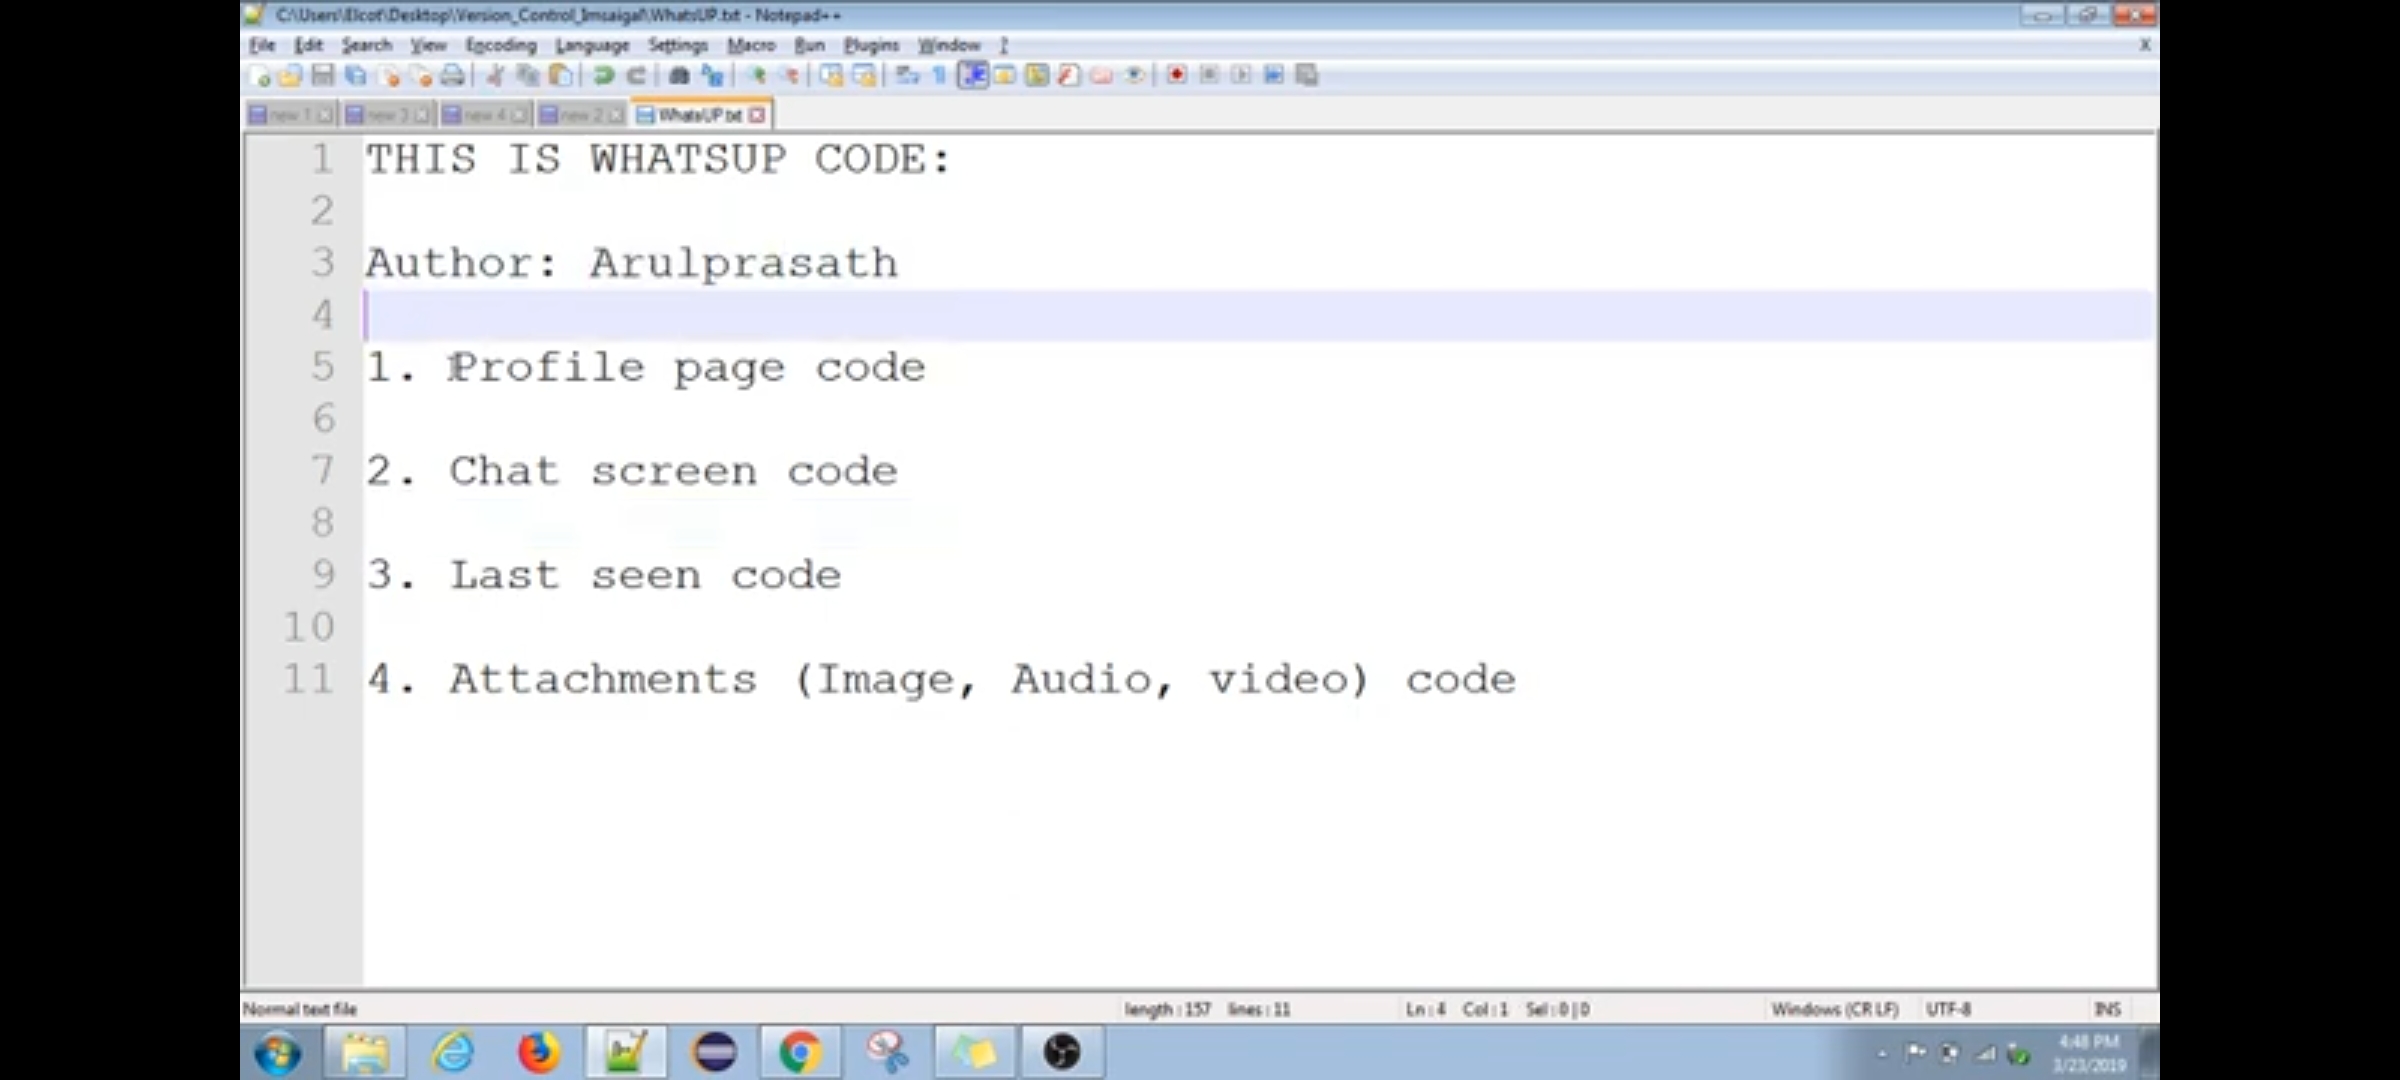 C:\Users\Elcot\Desktop\Version_Control_Imsaigal\WhatsUP.txt - Notepad++
File Edit Search View Encoding Language Settings Macro Run Plugins Window ? X
new 1 new 3 new 4 new 2 WhatsUP.txt
1 THIS IS WHATSUP CODE:
2
3 Author: Arulprasath
4
5 1. Profile page code
6
7 2. Chat screen code
8
9 3. Last seen code
10
11 4. Attachments (Image, Audio, video) code
Normal text file length : 157 lines : 11 Ln : 4 Col : 1 Sel : 0 | 0 Windows (CR LF) UTF-8 INS
4:48 PM
3/23/2019